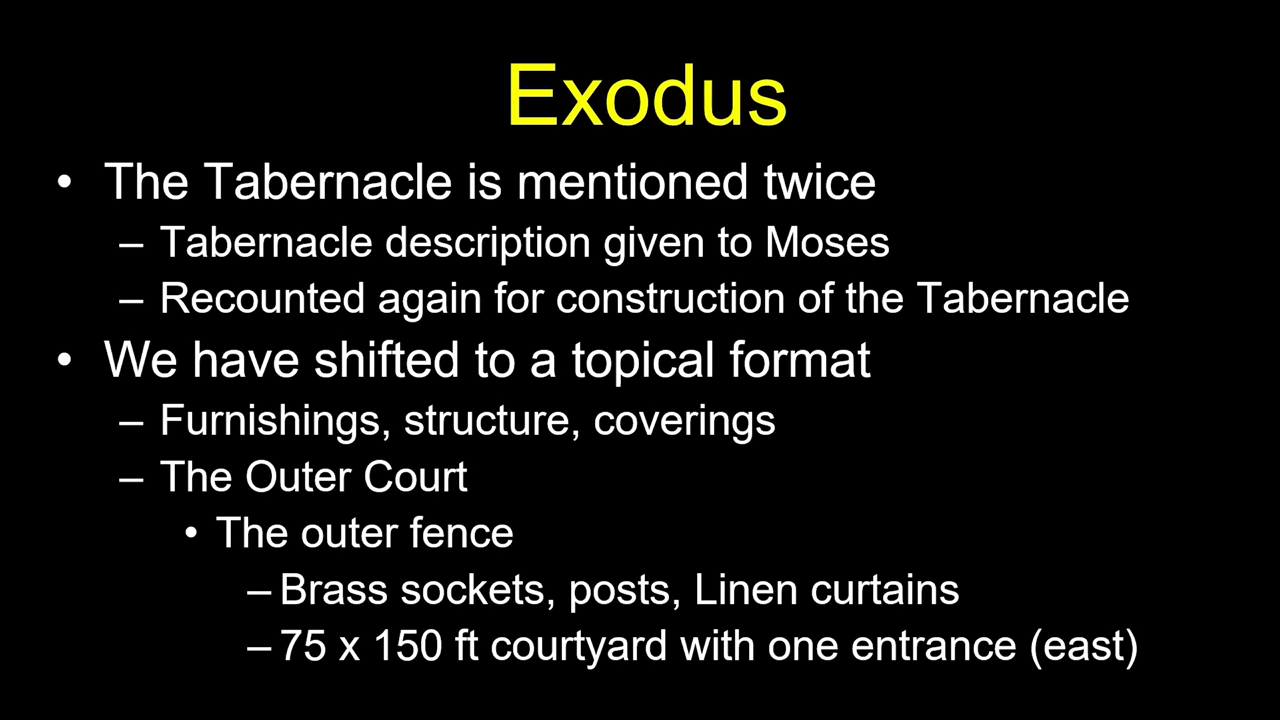 Exodus
• The Tabernacle is mentioned twice
– Tabernacle description given to Moses
– Recounted again for construction of the Tabernacle
• We have shifted to a topical format
– Furnishings, structure, coverings
– The Outer Court
• The outer fence
– Brass sockets, posts, Linen curtains
– 75 x 150 ft courtyard with one entrance (east)